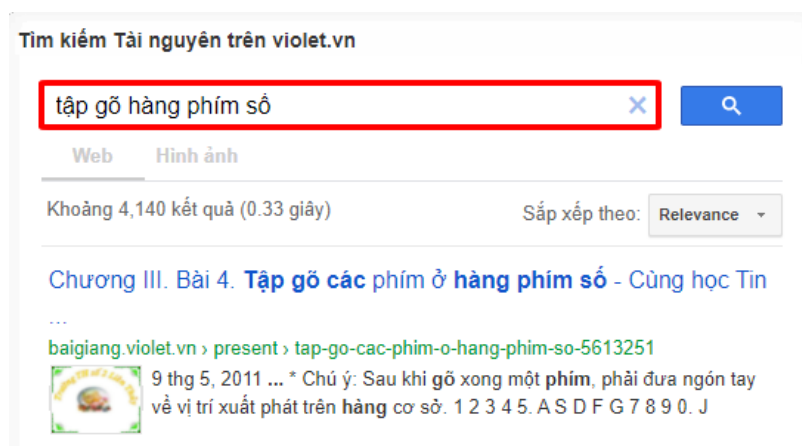 Tìm kiếm Tài nguyên trên violet.vn
tập gõ hàng phím số
Web Hình ảnh
Khoảng 4,140 kết quả (0.33 giây) Sắp xếp theo: Relevance
Chương III. Bài 4. Tập gõ các phím ở hàng phím số - Cùng học Tin
...
baigiang.violet.vn › present › tap-go-cac-phim-o-hang-phim-so-5613251
9 thg 5, 2011 ... * Chú ý: Sau khi gõ xong một phím, phải đưa ngón tay
về vị trí xuất phát trên hàng cơ sở. 1 2 3 4 5. A S D F G 7 8 9 0. J